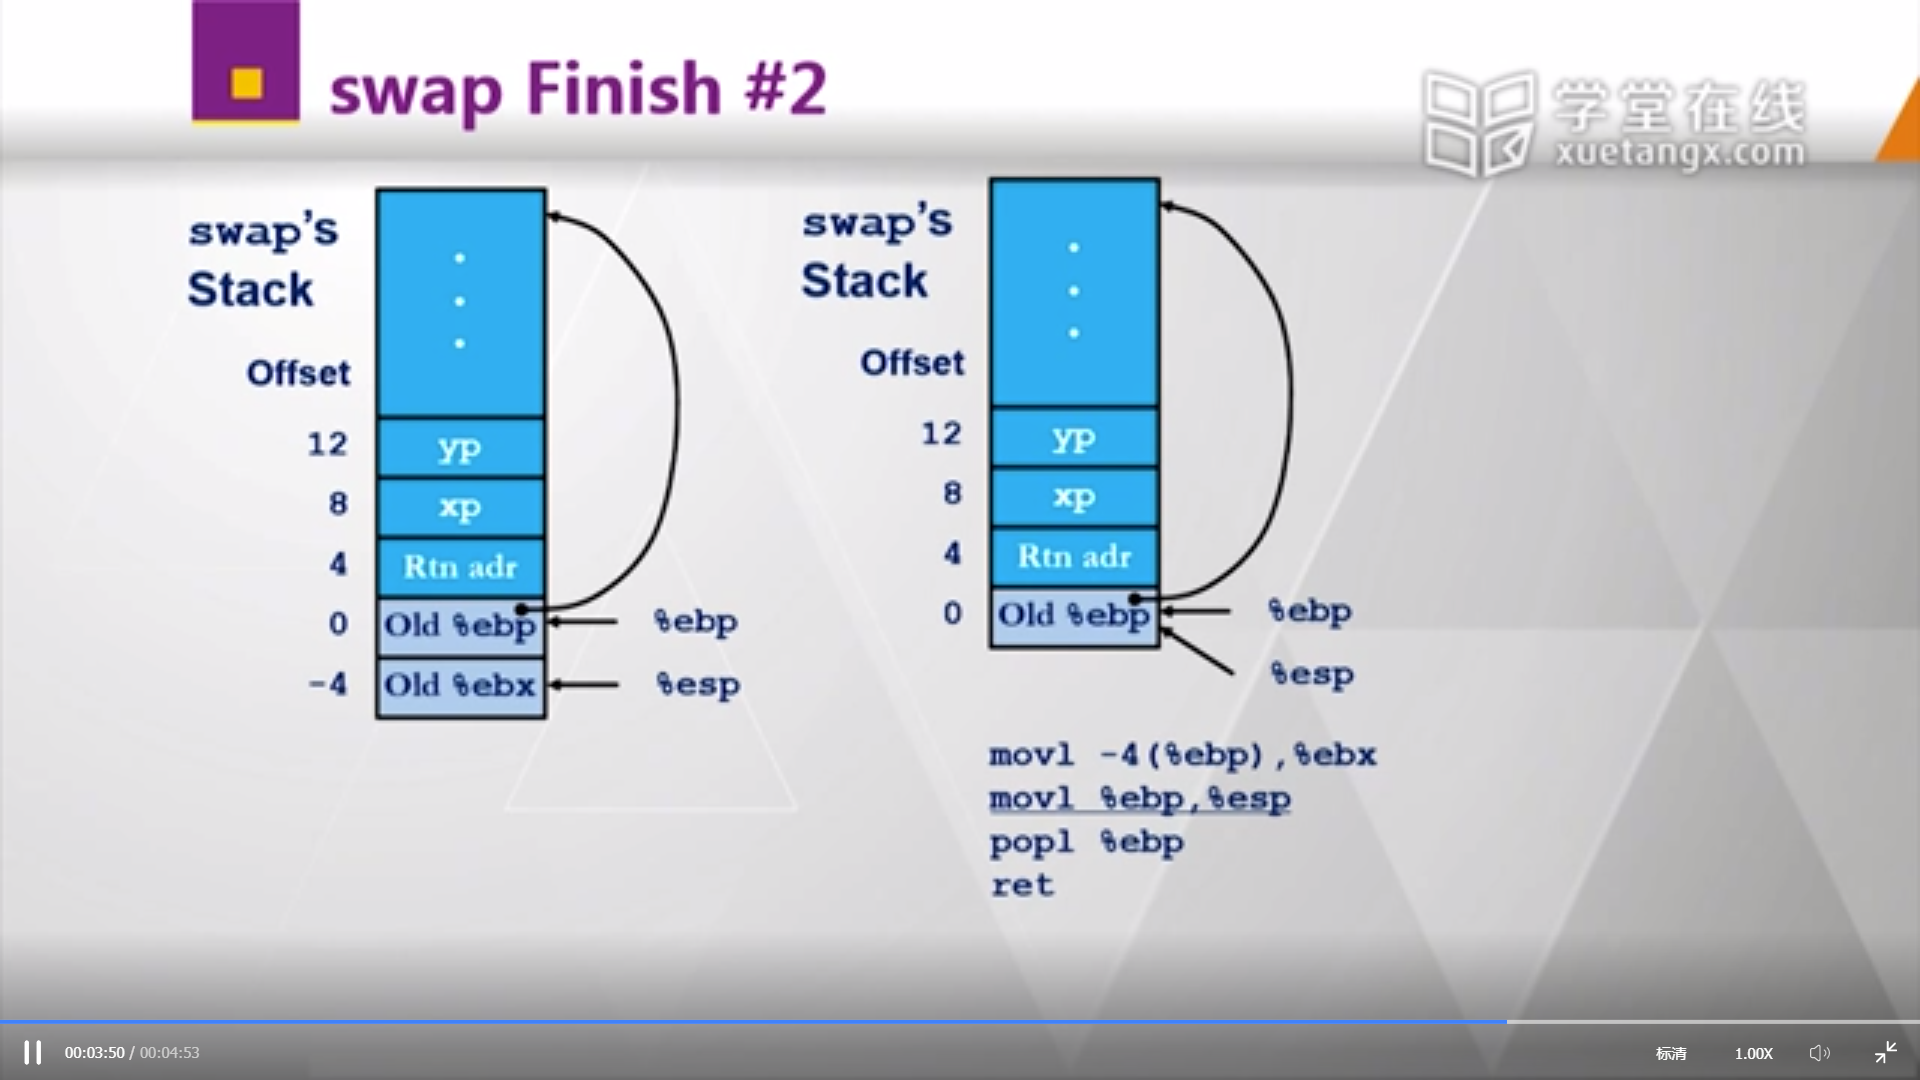 swap Finish #2
学堂在线
xuetangx.com
swap's
Stack
Offset
12
yp
8
xp
4
Rtn adr
0
Old %ebp
%ebp
-4
Old %ebx
%esp
swap's
Stack
Offset
12
yp
8
xp
4
Rtn adr
0
Old %ebp
%ebp
%esp
movl -4(%ebp),%ebx
movl %ebp,%esp
popl %ebp
ret
00:03:50 / 00:04:53
标清
1.00X